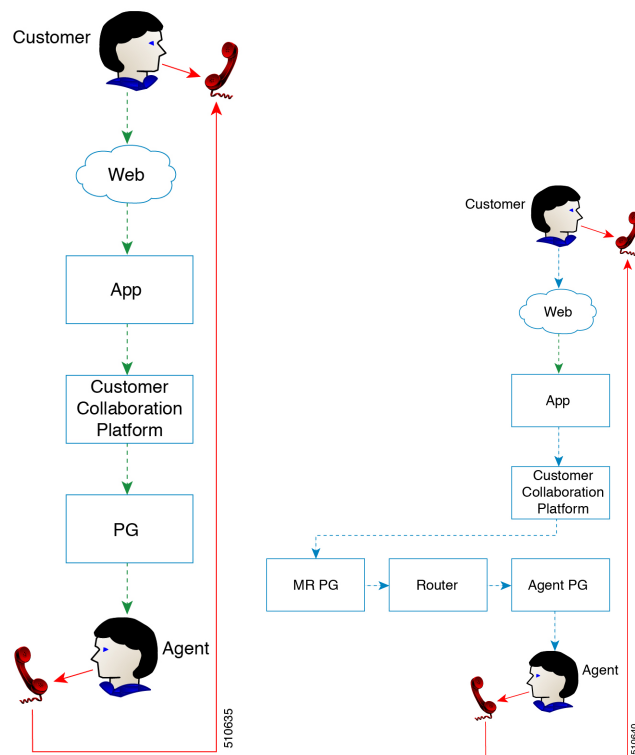 Customer
Web
App
Customer
Collaboration
Platform
PG
Agent
510635
Customer
Web
App
Customer
Collaboration
Platform
MR PG
Router
Agent PG
Agent
510640